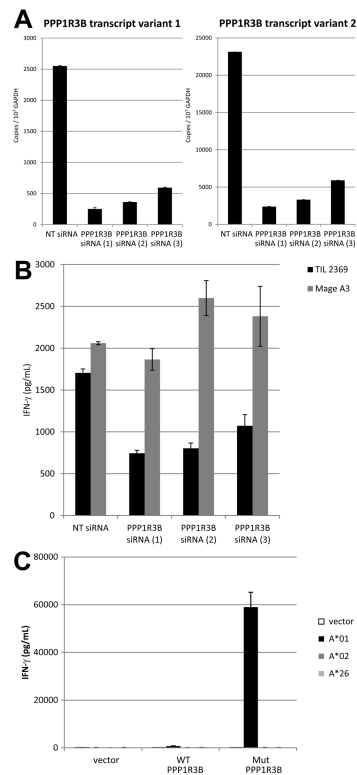 A
PPP1R3B transcript variant 1
PPP1R3B transcript variant 2
Copies / 10⁷ GAPDH
3000
2500
2000
1500
1000
500
0
NT siRNA
PPP1R3B siRNA (1)
PPP1R3B siRNA (2)
PPP1R3B siRNA (3)
Copies / 10⁷ GAPDH
25000
20000
15000
10000
5000
0
NT siRNA
PPP1R3B siRNA (1)
PPP1R3B siRNA (2)
PPP1R3B siRNA (3)
B
TIL 2369
Mage A3
IFN-γ (pg/mL)
3000
2500
2000
1500
1000
500
0
NT siRNA
PPP1R3B siRNA (1)
PPP1R3B siRNA (2)
PPP1R3B siRNA (3)
C
IFN-γ (pg/mL)
80000
60000
40000
20000
0
vector
WT PPP1R3B
Mut PPP1R3B
vector
A*01
A*02
A*26